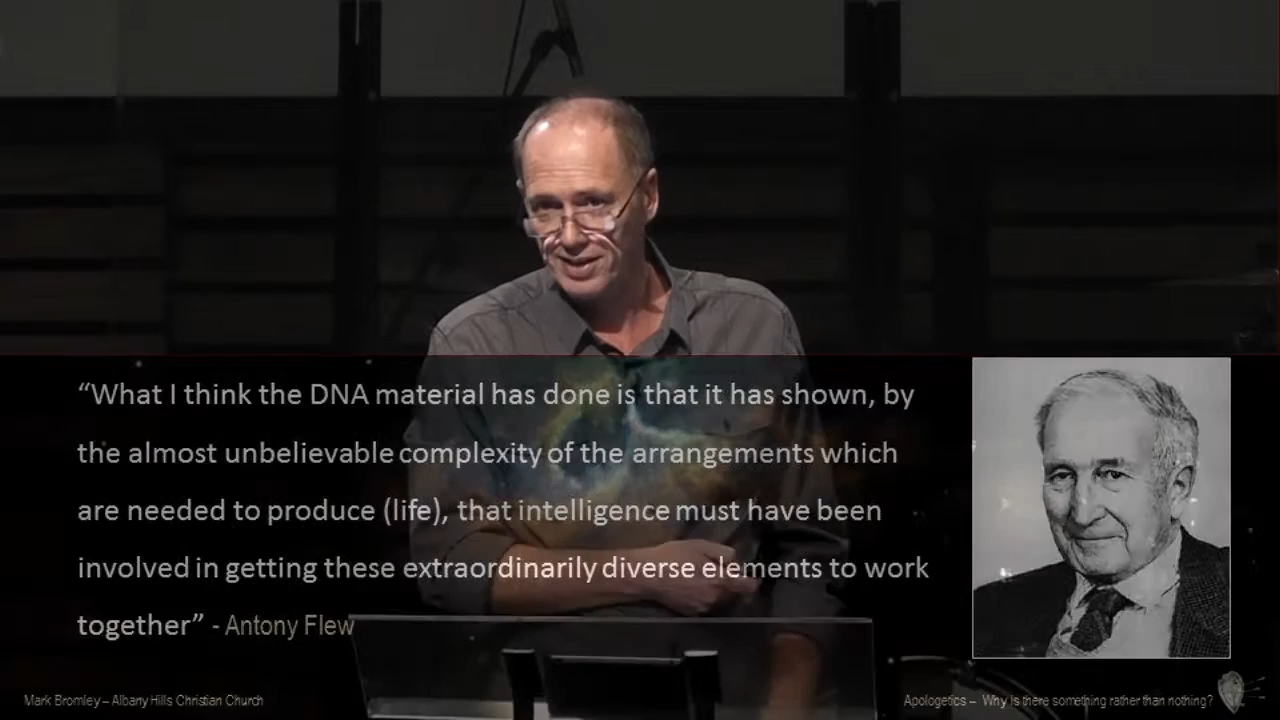 “What I think the DNA material has done is that it has shown, by
the almost unbelievable complexity of the arrangements which
are needed to produce (life), that intelligence must have been
involved in getting these extraordinarily diverse elements to work
together” - Antony Flew
Mark Bromley – Albany Hills Christian Church
Apologetics – Why is there something rather than nothing?